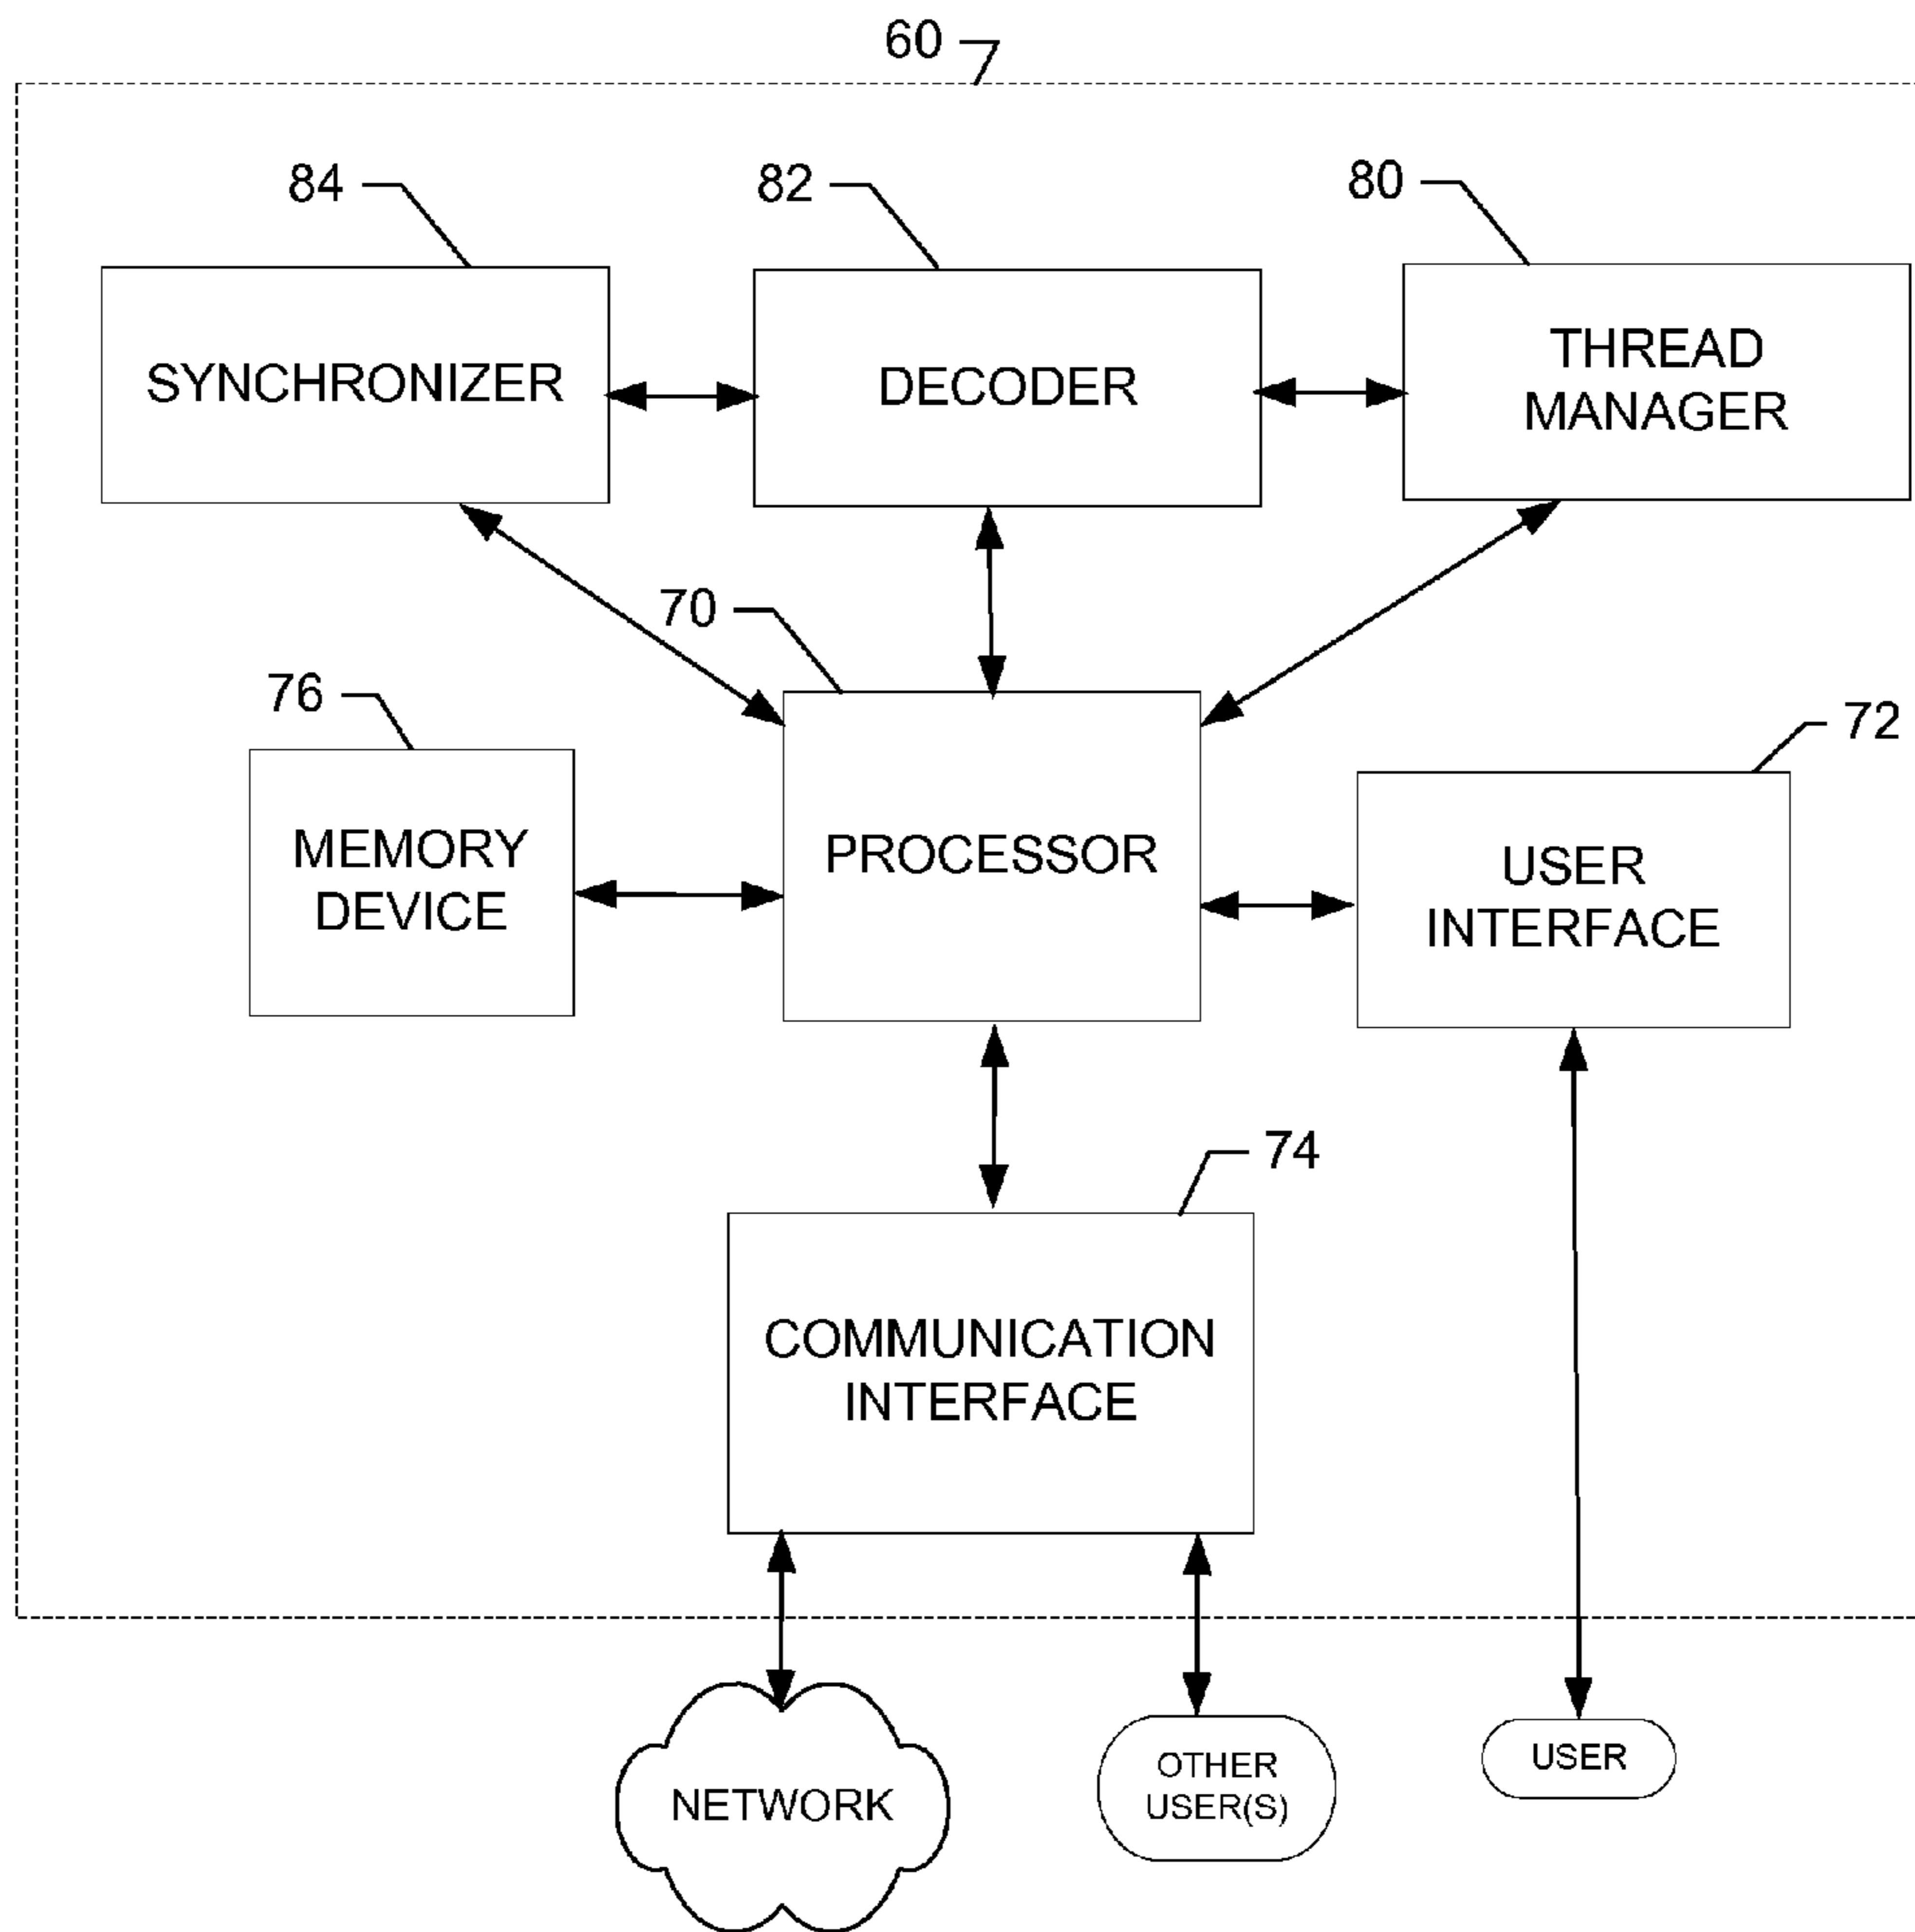 60
84
82
80
SYNCHRONIZER
DECODER
THREAD
MANAGER
70
76
72
MEMORY
DEVICE
PROCESSOR
USER
INTERFACE
74
COMMUNICATION
INTERFACE
NETWORK
OTHER
USER(S)
USER